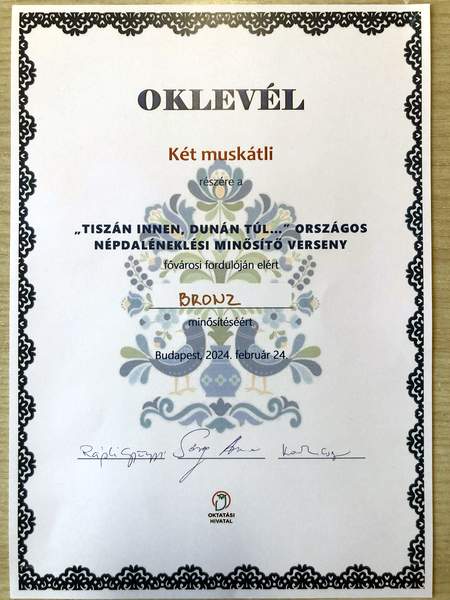 OKLEVÉL
Két muskátli
részére a
„TISZÁN INNEN, DUNÁN TÚL...” ORSZÁGOS
NÉPDALÉNEKLÉSI MINŐSÍTŐ VERSENY
fővárosi fordulóján elért
BRONZ
minősítéséért
Budapest, 2024. február 24.
OKTATÁSI
HIVATAL